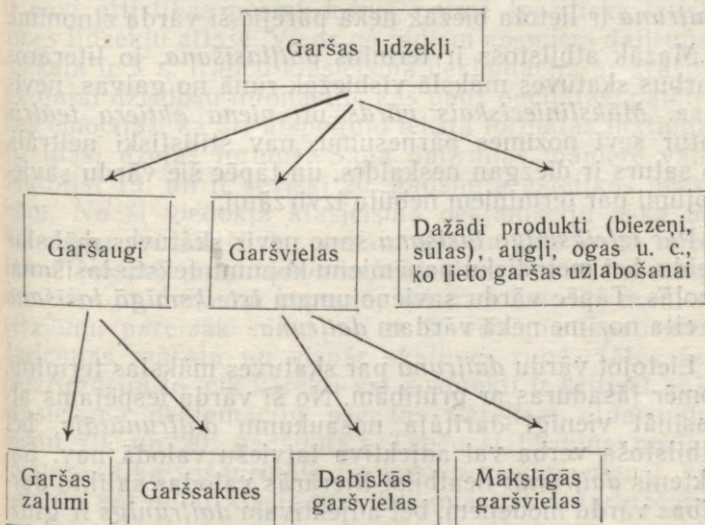 Garšas līdzekļi
Garšaugi
Garšvielas
Dažādi produkti (biezeņi,
sulas), augļi, ogas u. c.,
ko lieto garšas uzlabošanai
Garšas
zaļumi
Garšsaknes
Dabiskās
garšvielas
Mākslīgās
garšvielas